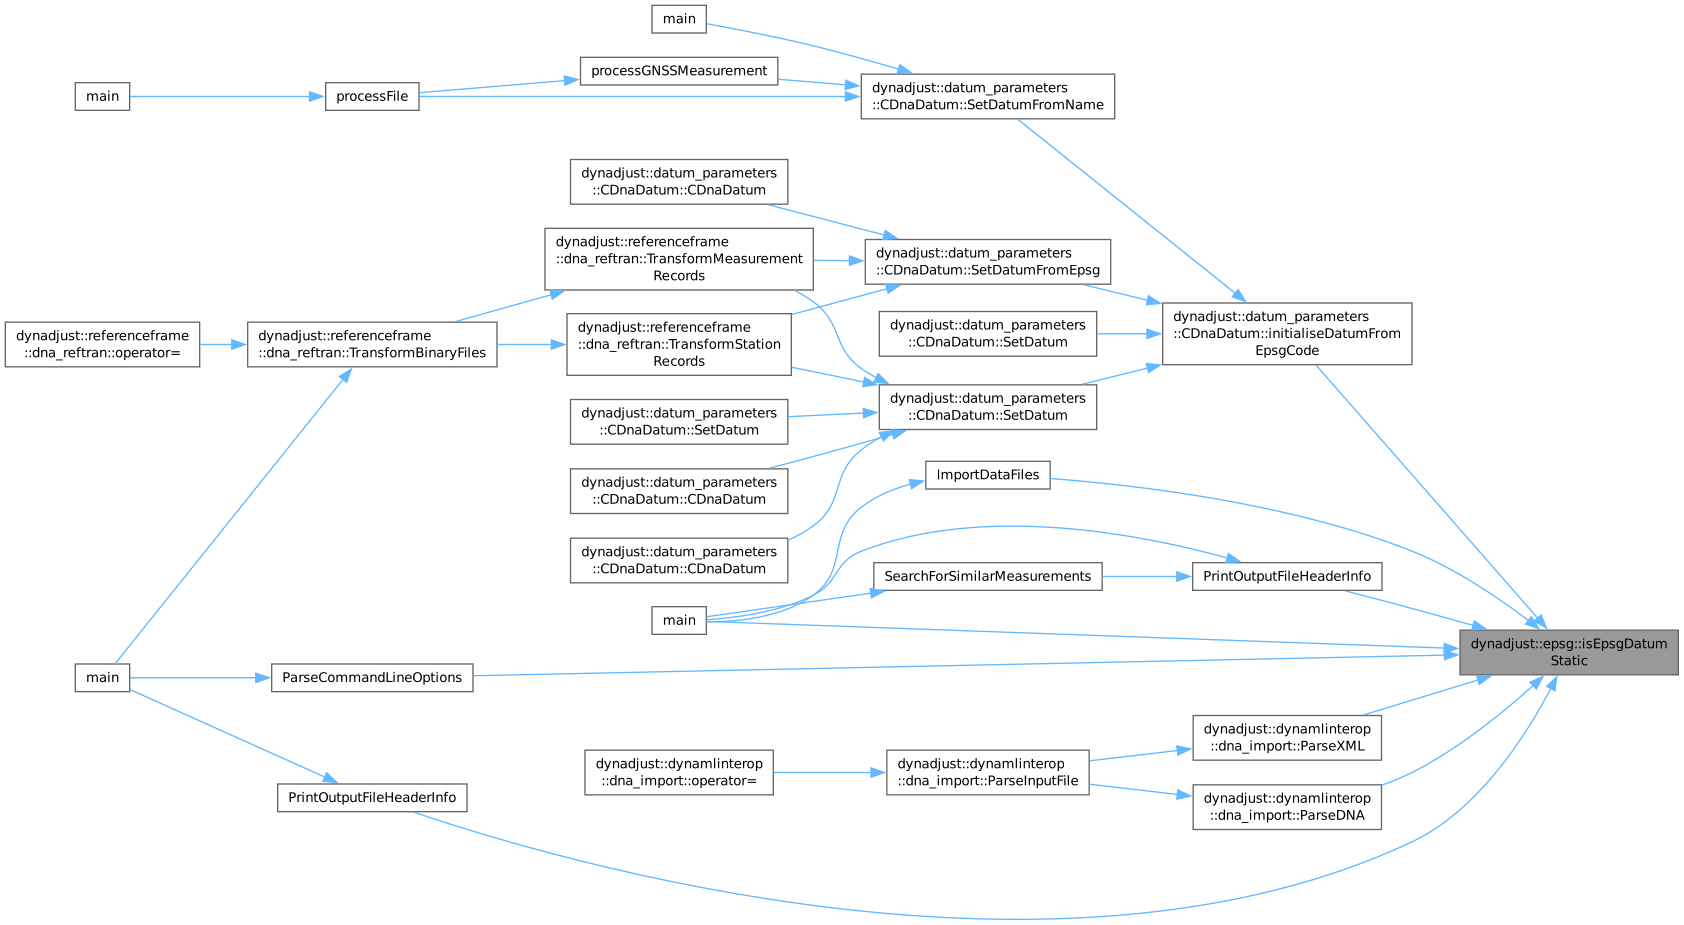 main
processGNSSMeasurement
main
processFile
dynadjust::datum_parameters
::CDnaDatum::SetDatumFromName
dynadjust::datum_parameters
::CDnaDatum::CDnaDatum
dynadjust::referenceframe
::dna_reftran::TransformMeasurement
Records
dynadjust::datum_parameters
::CDnaDatum::SetDatumFromEpsg
dynadjust::referenceframe
::dna_reftran::operator=
dynadjust::referenceframe
::dna_reftran::TransformBinaryFiles
dynadjust::referenceframe
::dna_reftran::TransformStation
Records
dynadjust::datum_parameters
::CDnaDatum::SetDatum
dynadjust::datum_parameters
::CDnaDatum::initialiseDatumFrom
EpsgCode
dynadjust::datum_parameters
::CDnaDatum::SetDatum
dynadjust::datum_parameters
::CDnaDatum::SetDatum
dynadjust::datum_parameters
::CDnaDatum::CDnaDatum
ImportDataFiles
dynadjust::datum_parameters
::CDnaDatum::CDnaDatum
SearchForSimilarMeasurements
PrintOutputFileHeaderInfo
main
dynadjust::epsg::isEpsgDatum
Static
main
ParseCommandLineOptions
dynadjust::dynamlinterop
::dna_import::ParseXML
dynadjust::dynamlinterop
::dna_import::operator=
dynadjust::dynamlinterop
::dna_import::ParseInputFile
PrintOutputFileHeaderInfo
dynadjust::dynamlinterop
::dna_import::ParseDNA